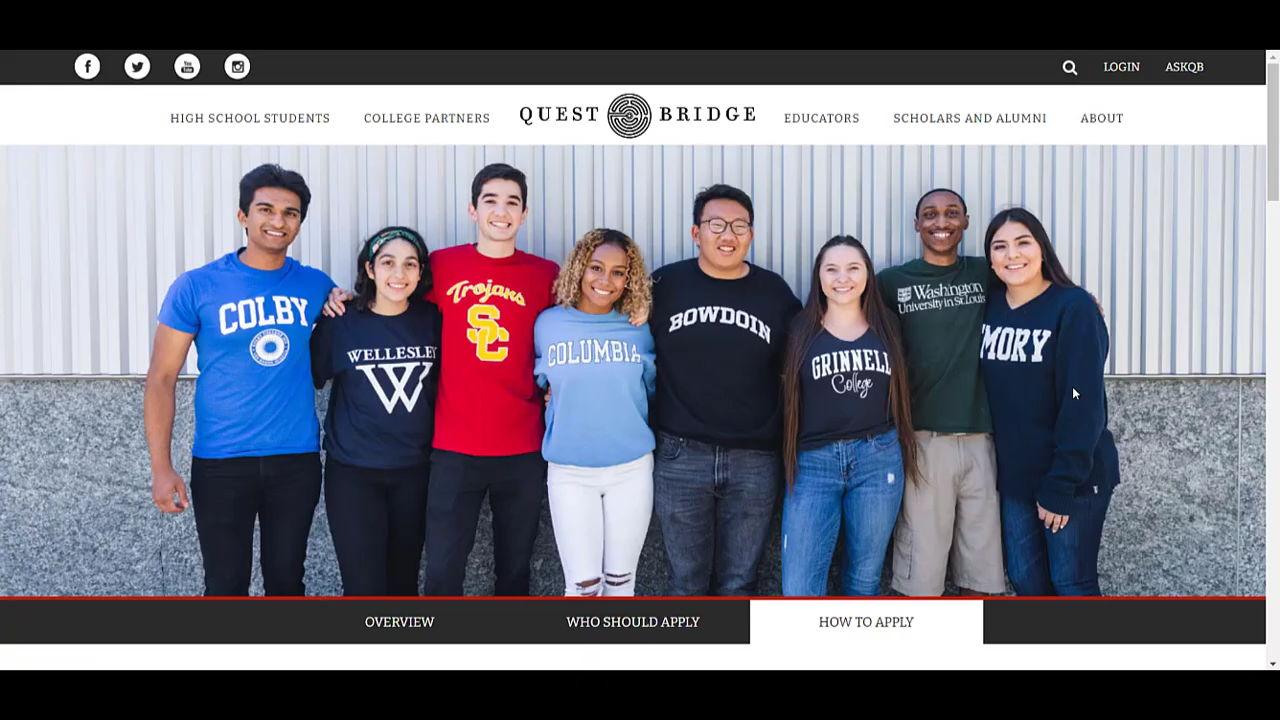 LOGIN
ASKQB
HIGH SCHOOL STUDENTS
COLLEGE PARTNERS
QUEST BRIDGE
EDUCATORS
SCHOLARS AND ALUMNI
ABOUT
COLBY
WELLESLEY
W
Trojans
SC
COLUMBIA
BOWDOIN
GRINNELL
College
Washington
University in St. Louis
MORY
OVERVIEW
WHO SHOULD APPLY
HOW TO APPLY